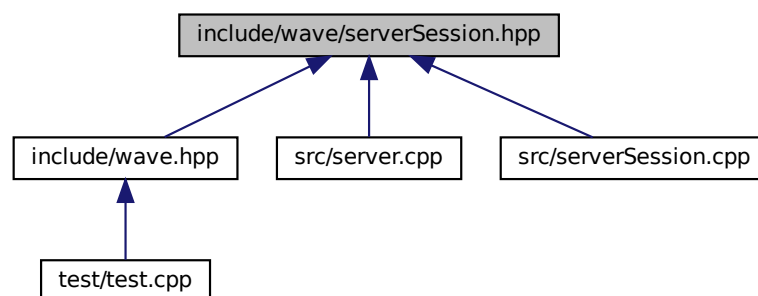 include/wave/serverSession.hpp
include/wave.hpp
src/server.cpp
src/serverSession.cpp
test/test.cpp